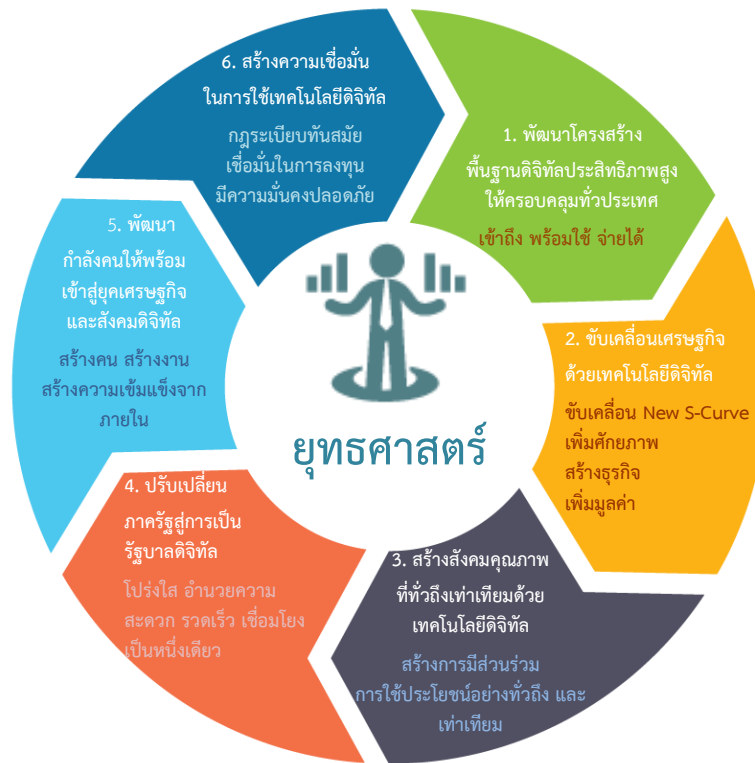 ยุทธศาสตร์
1. พัฒนาโครงสร้าง
พื้นฐานดิจิทัลประสิทธิภาพสูง
ให้ครอบคลุมทั่วประเทศ
เข้าถึง พร้อมใช้ จ่ายได้
2. ขับเคลื่อนเศรษฐกิจ
ด้วยเทคโนโลยีดิจิทัล
ขับเคลื่อน New S-Curve
เพิ่มศักยภาพ
สร้างธุรกิจ
เพิ่มมูลค่า
3. สร้างสังคมคุณภาพ
ที่ทั่วถึงเท่าเทียมด้วย
เทคโนโลยีดิจิทัล
สร้างการมีส่วนร่วม
การใช้ประโยชน์อย่างทั่วถึง และ
เท่าเทียม
4. ปรับเปลี่ยน
ภาครัฐสู่การเป็น
รัฐบาลดิจิทัล
โปร่งใส อำนวยความ
สะดวก รวดเร็ว เชื่อมโยง
เป็นหนึ่งเดียว
5. พัฒนา
กำลังคนให้พร้อม
เข้าสู่ยุคเศรษฐกิจ
และสังคมดิจิทัล
สร้างคน สร้างงาน
สร้างความเข้มแข็งจาก
ภายใน
6. สร้างความเชื่อมั่น
ในการใช้เทคโนโลยีดิจิทัล
กฎระเบียบทันสมัย
เชื่อมั่นในการลงทุน
มีความมั่นคงปลอดภัย